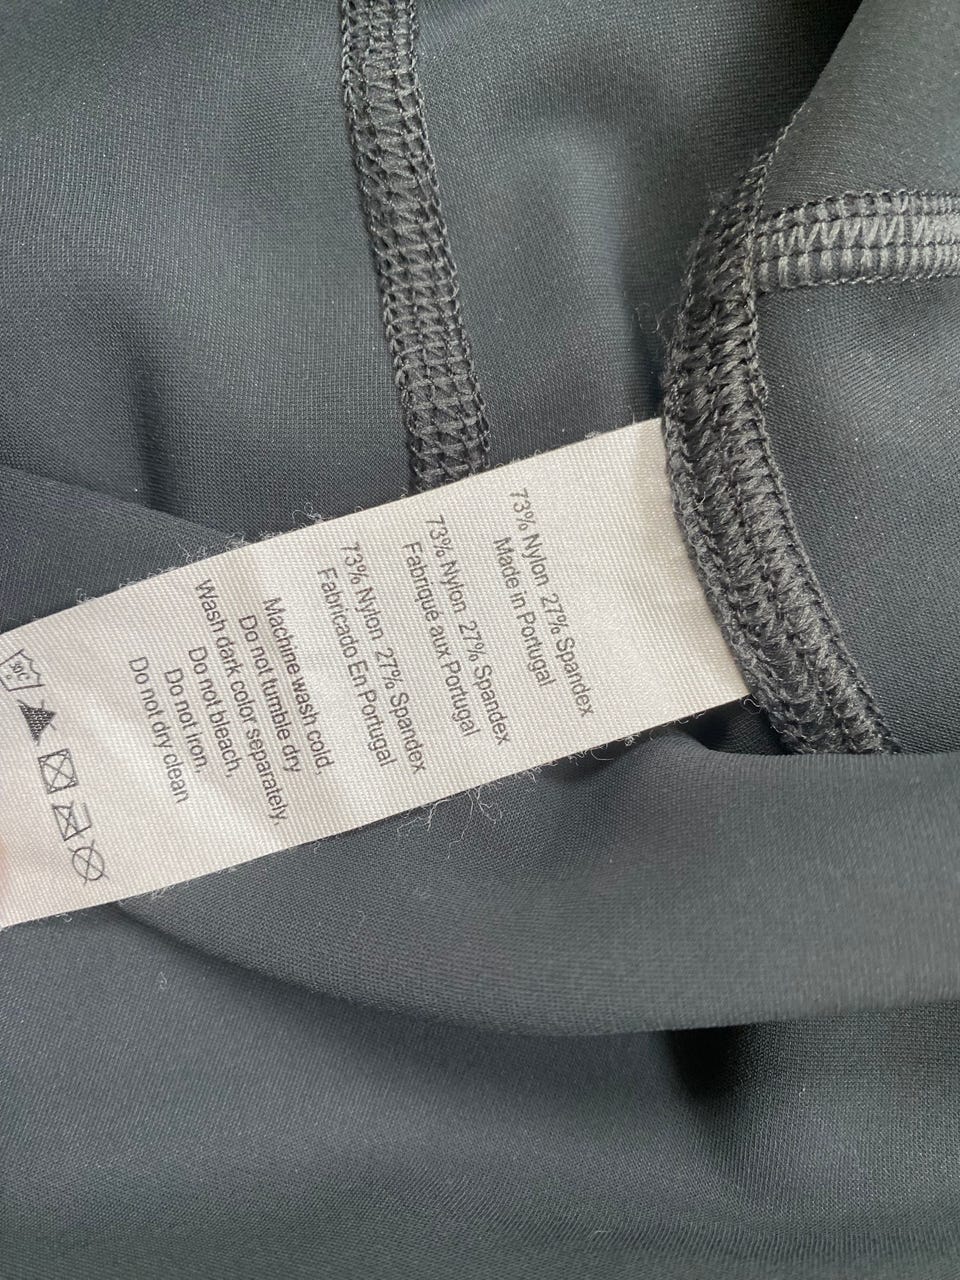 73% Nylon 27% Spandex
Made in Portugal
73% Nylon 27% Spandex
Fabriqué aux Portugal
73% Nylon 27% Spandex
Fabricado En Portugal
Machine wash cold,
Do not tumble dry
Wash dark color separately,
Do not bleach,
Do not iron,
Do not dry clean
30°C